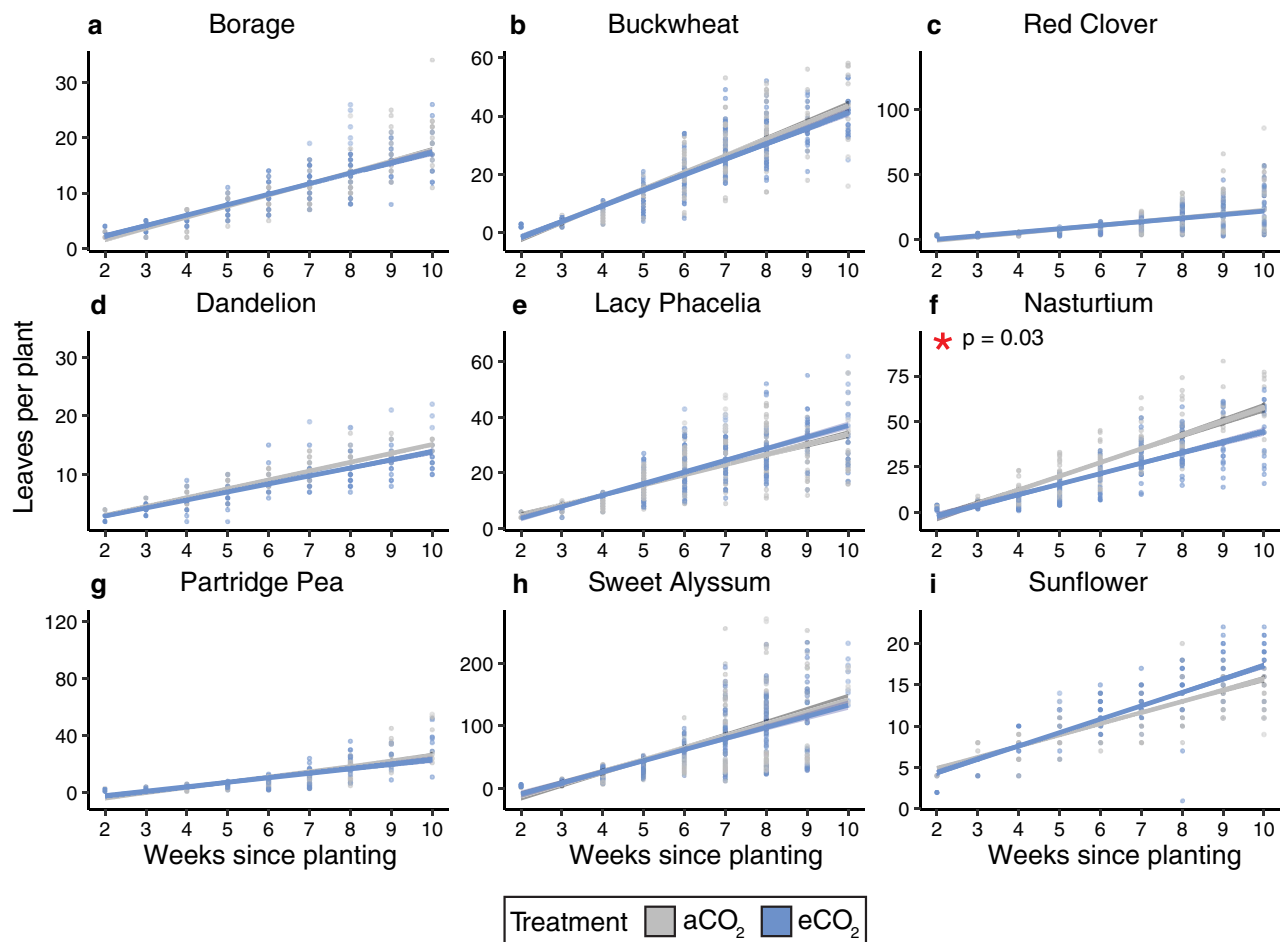 a Borage
b Buckwheat
c Red Clover
30
20
10
0
2 3 4 5 6 7 8 9 10
60
40
20
0
2 3 4 5 6 7 8 9 10
100
50
0
2 3 4 5 6 7 8 9 10
Leaves per plant
d Dandelion
e Lacy Phacelia
f Nasturtium
30
20
10
2 3 4 5 6 7 8 9 10
60
40
20
0
2 3 4 5 6 7 8 9 10
* p = 0.03
75
50
25
0
2 3 4 5 6 7 8 9 10
g Partridge Pea
h Sweet Alyssum
i Sunflower
120
80
40
0
2 3 4 5 6 7 8 9 10
Weeks since planting
200
100
0
2 3 4 5 6 7 8 9 10
Weeks since planting
20
15
10
5
0
2 3 4 5 6 7 8 9 10
Weeks since planting
Treatment aCO₂ eCO₂